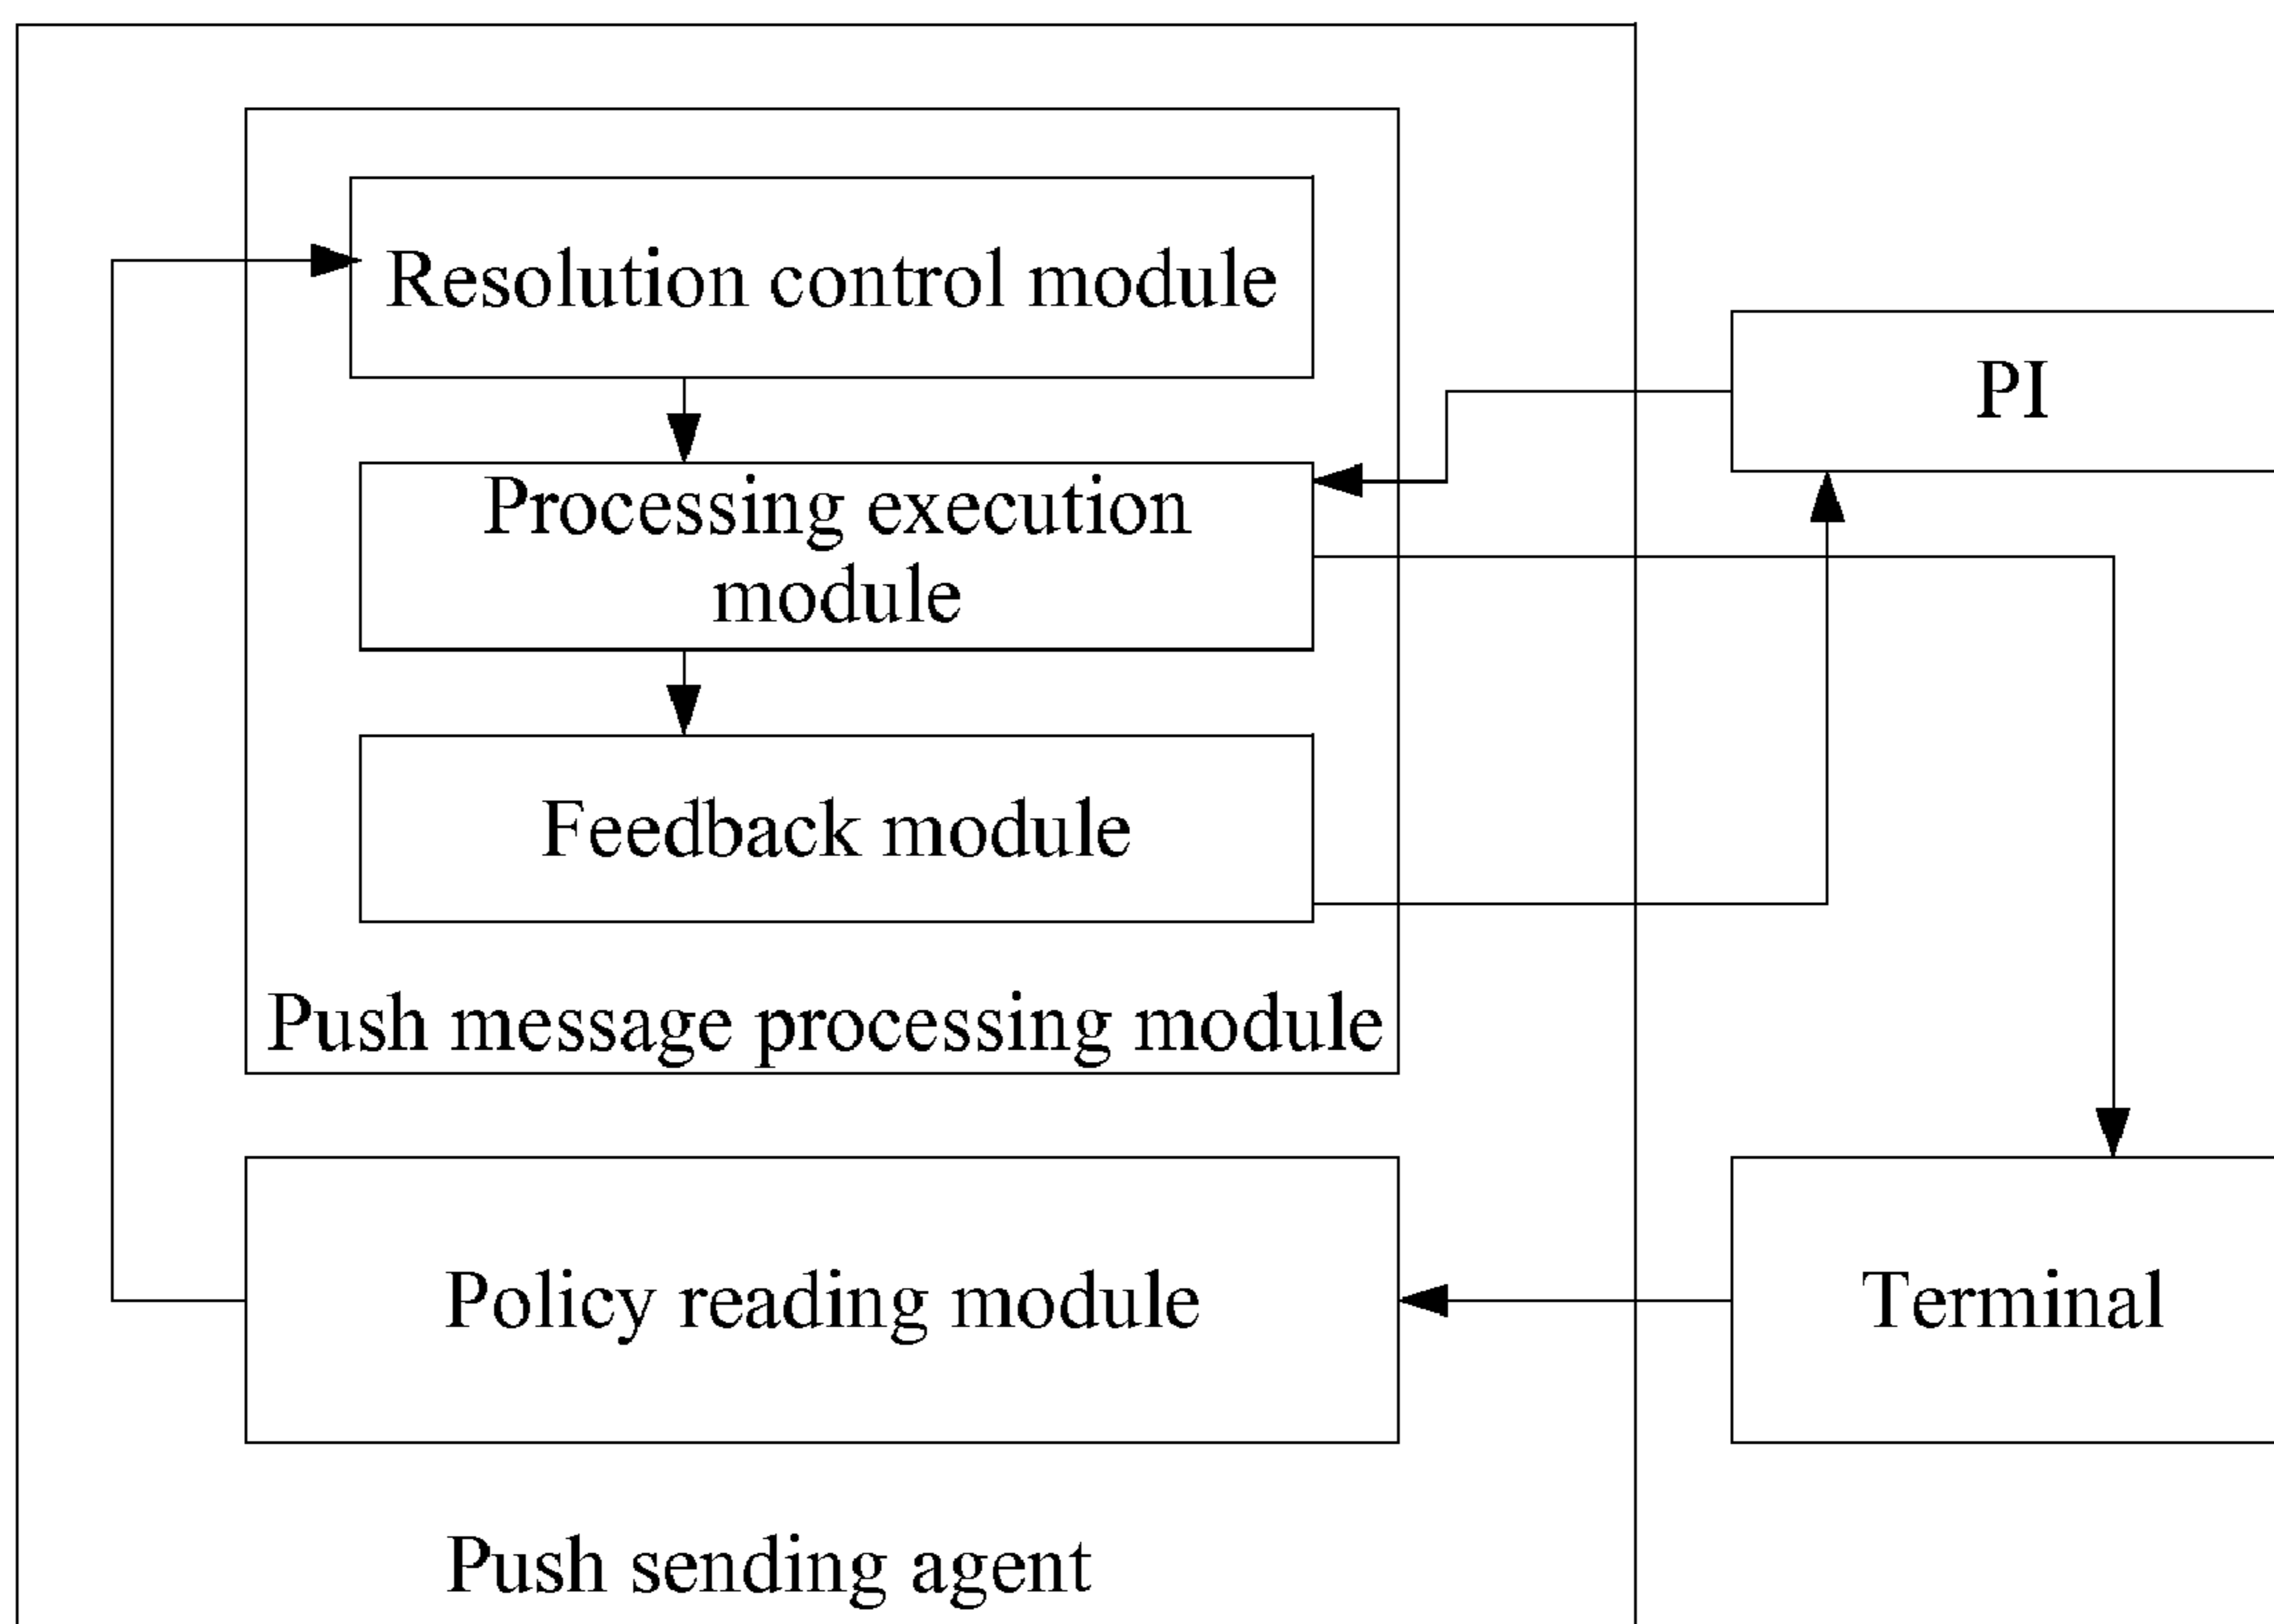 Resolution control module
PI
Processing execution
module
Feedback module
Push message processing module
Policy reading module
Terminal
Push sending agent